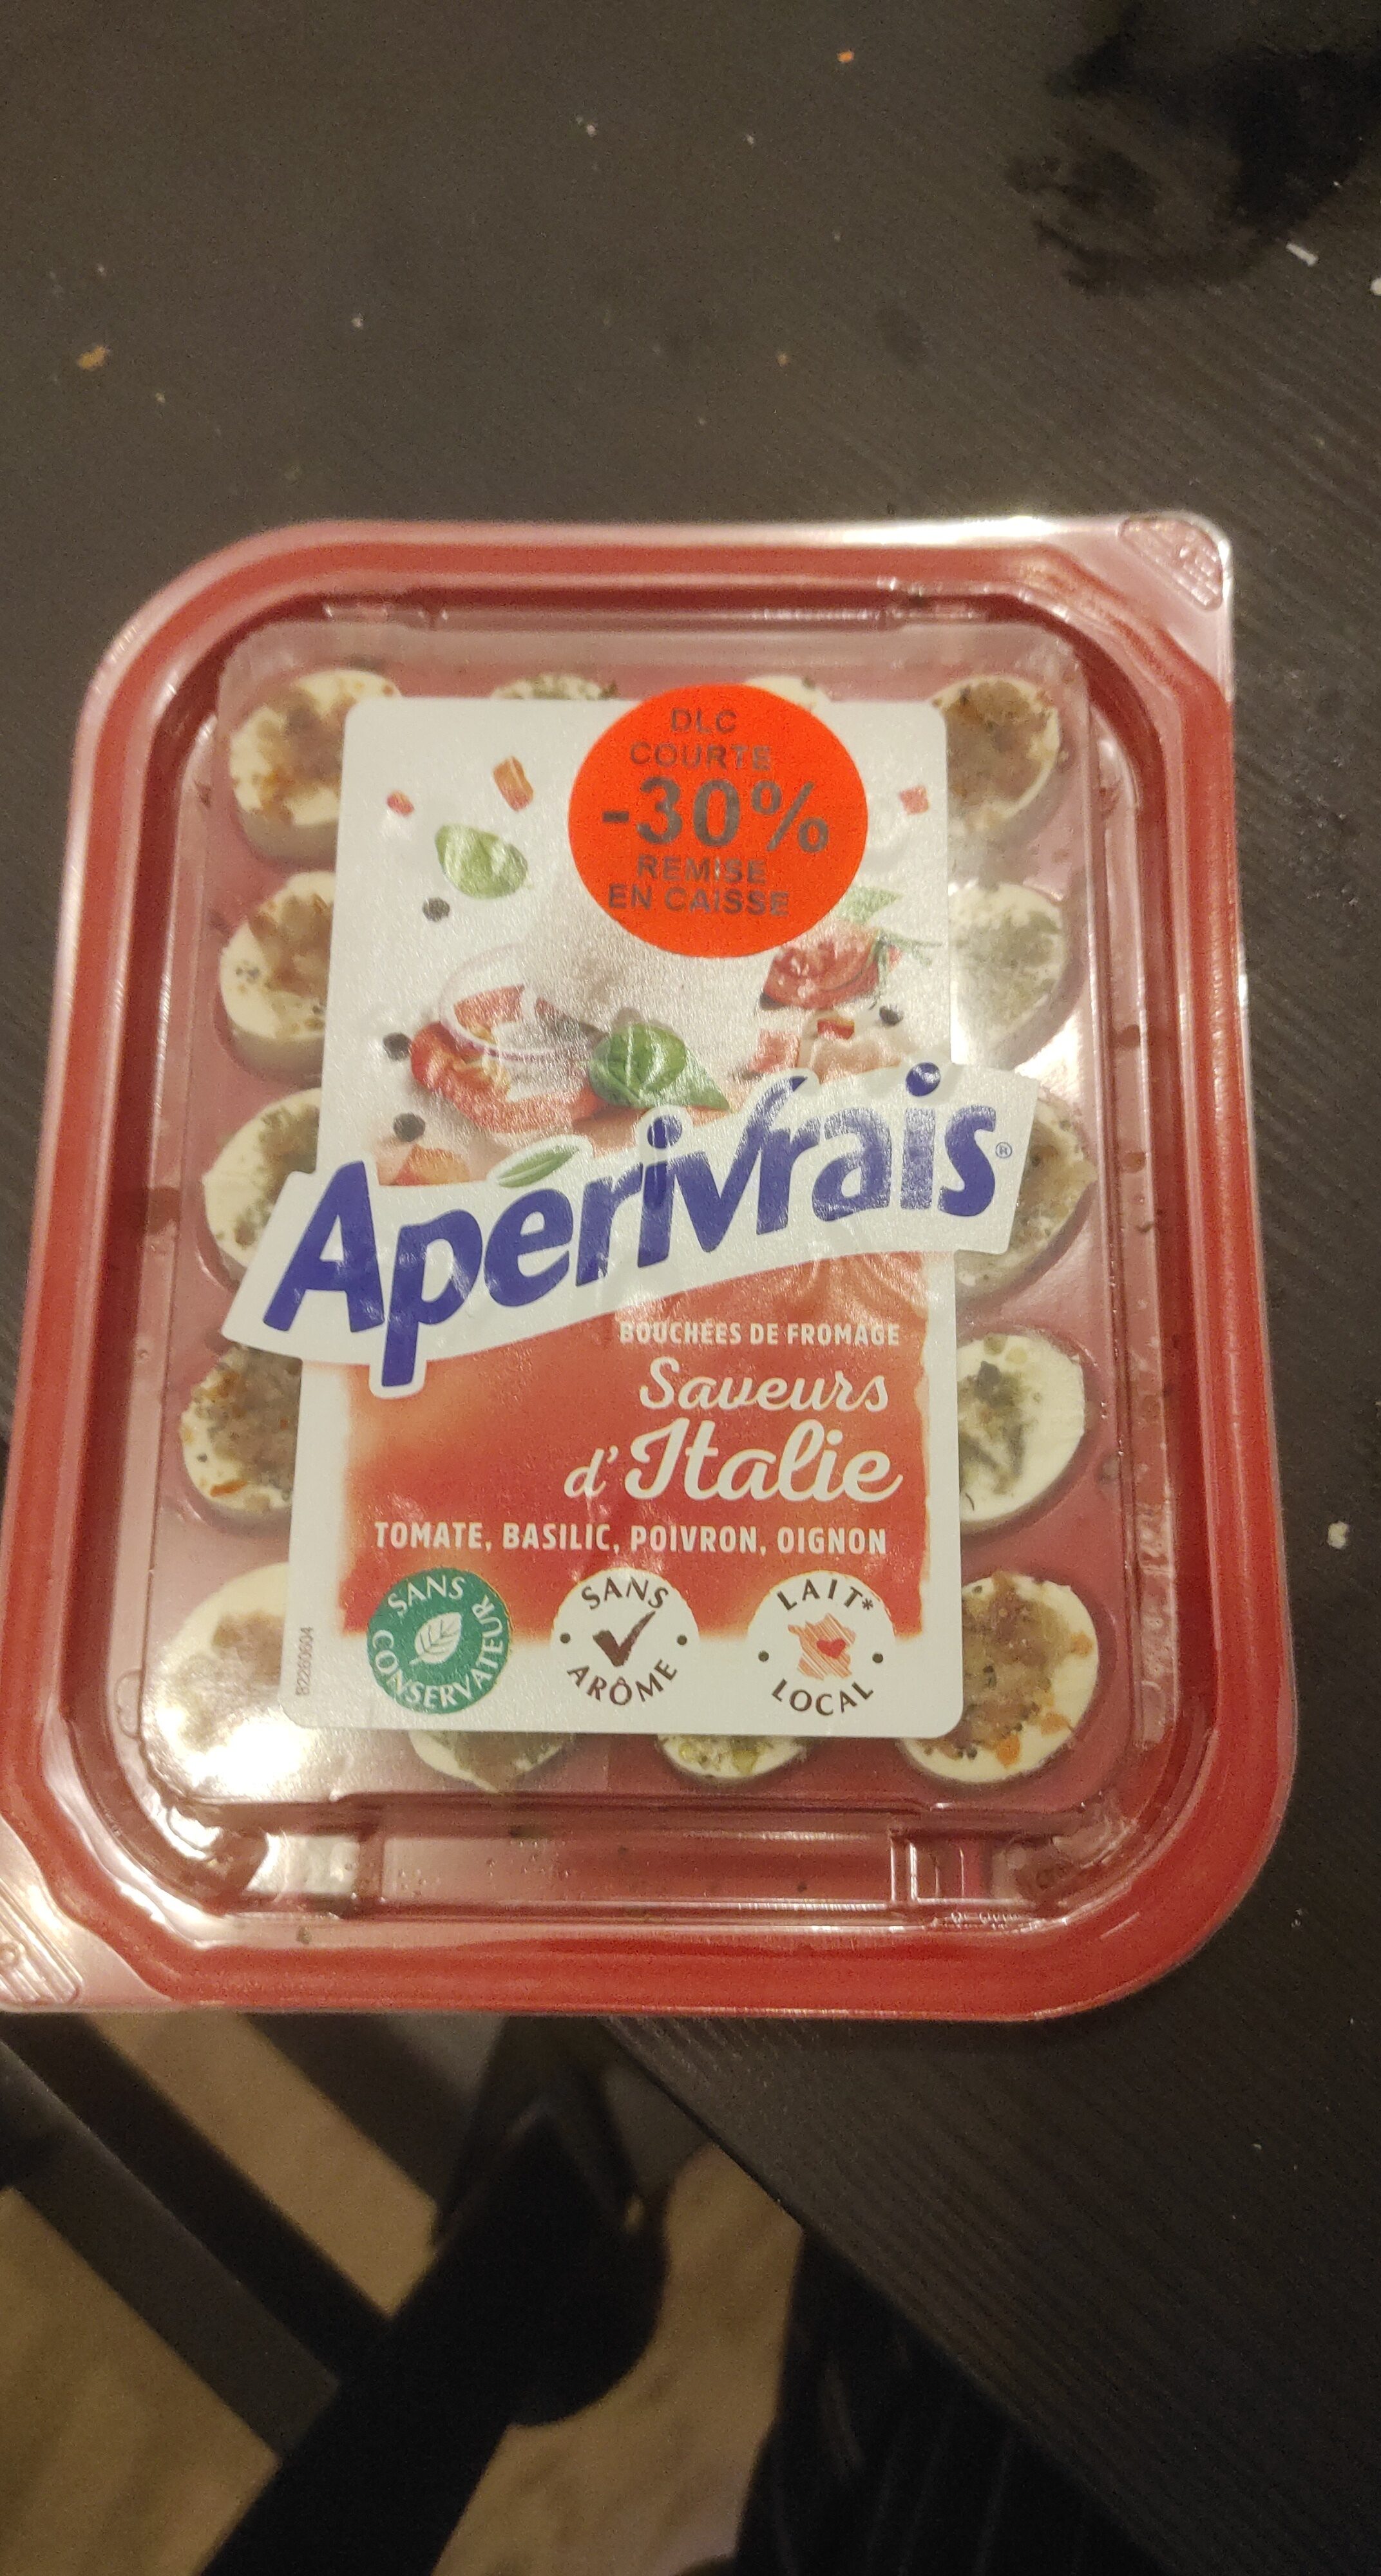 DLC
COURTE
-30%
REMISE
EN CAISSE
Apérivrais®
BOUCHÉES DE FROMAGE
Saveurs
d'Italie
TOMATE, BASILIC, POIVRON, OIGNON
SANS CONSERVATEUR
SANS ARÔME
LAIT* LOCAL
B2260604